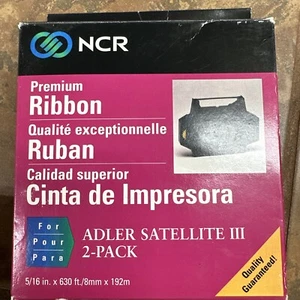 NCR
Premium
Ribbon
Qualité exceptionnelle
Ruban
Calidad superior
Cinta de Impresora
For
Pour
Para
ADLER SATELLITE III
2-PACK
5/16 in. x 630 ft./8mm x 192m
Quality
Guaranteed!